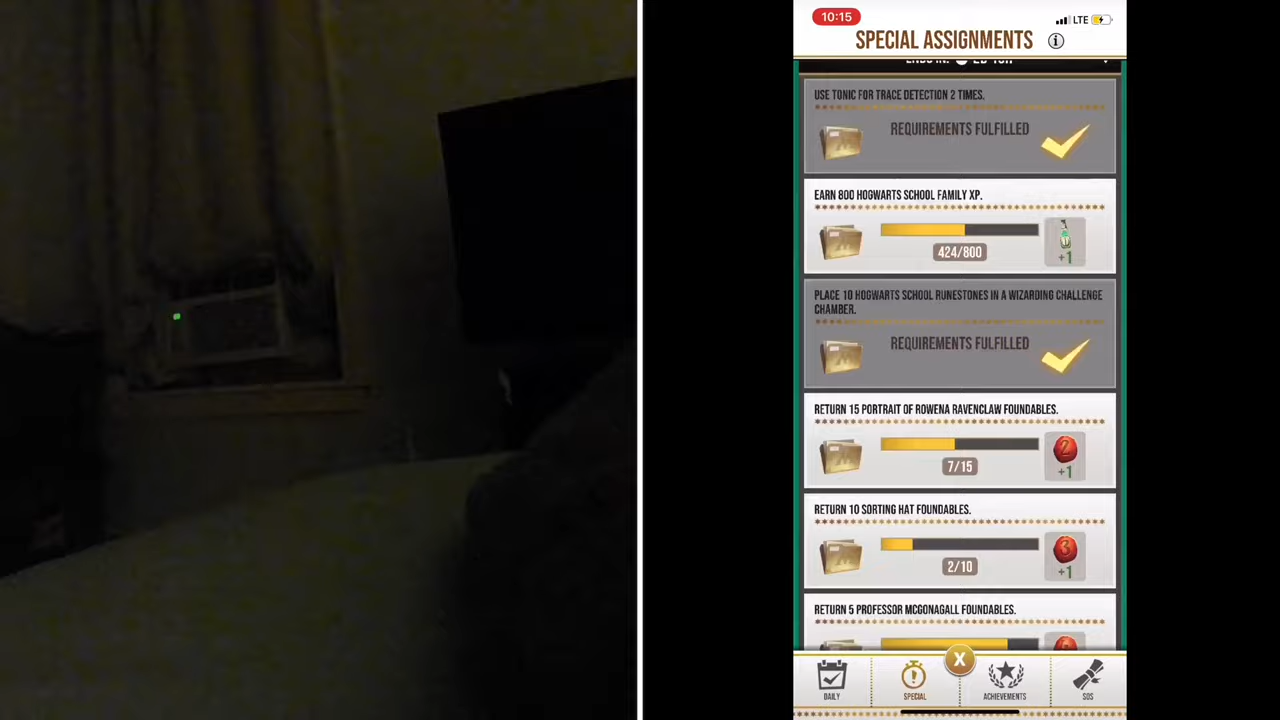 10:15
LTE
SPECIAL ASSIGNMENTS
USE TONIC FOR TRACE DETECTION 2 TIMES.
REQUIREMENTS FULFILLED
EARN 800 HOGWARTS SCHOOL FAMILY XP.
424/800
+1
PLACE 10 HOGWARTS SCHOOL RUNESTONES IN A WIZARDING CHALLENGE
CHAMBER.
REQUIREMENTS FULFILLED
RETURN 15 PORTRAIT OF ROWENA RAVENCLAW FOUNDABLES.
2
7/15
+1
RETURN 10 SORTING HAT FOUNDABLES.
3
2/10
+1
RETURN 5 PROFESSOR MCGONAGALL FOUNDABLES.
X
DAILY
SPECIAL
ACHIEVEMENTS
SOS